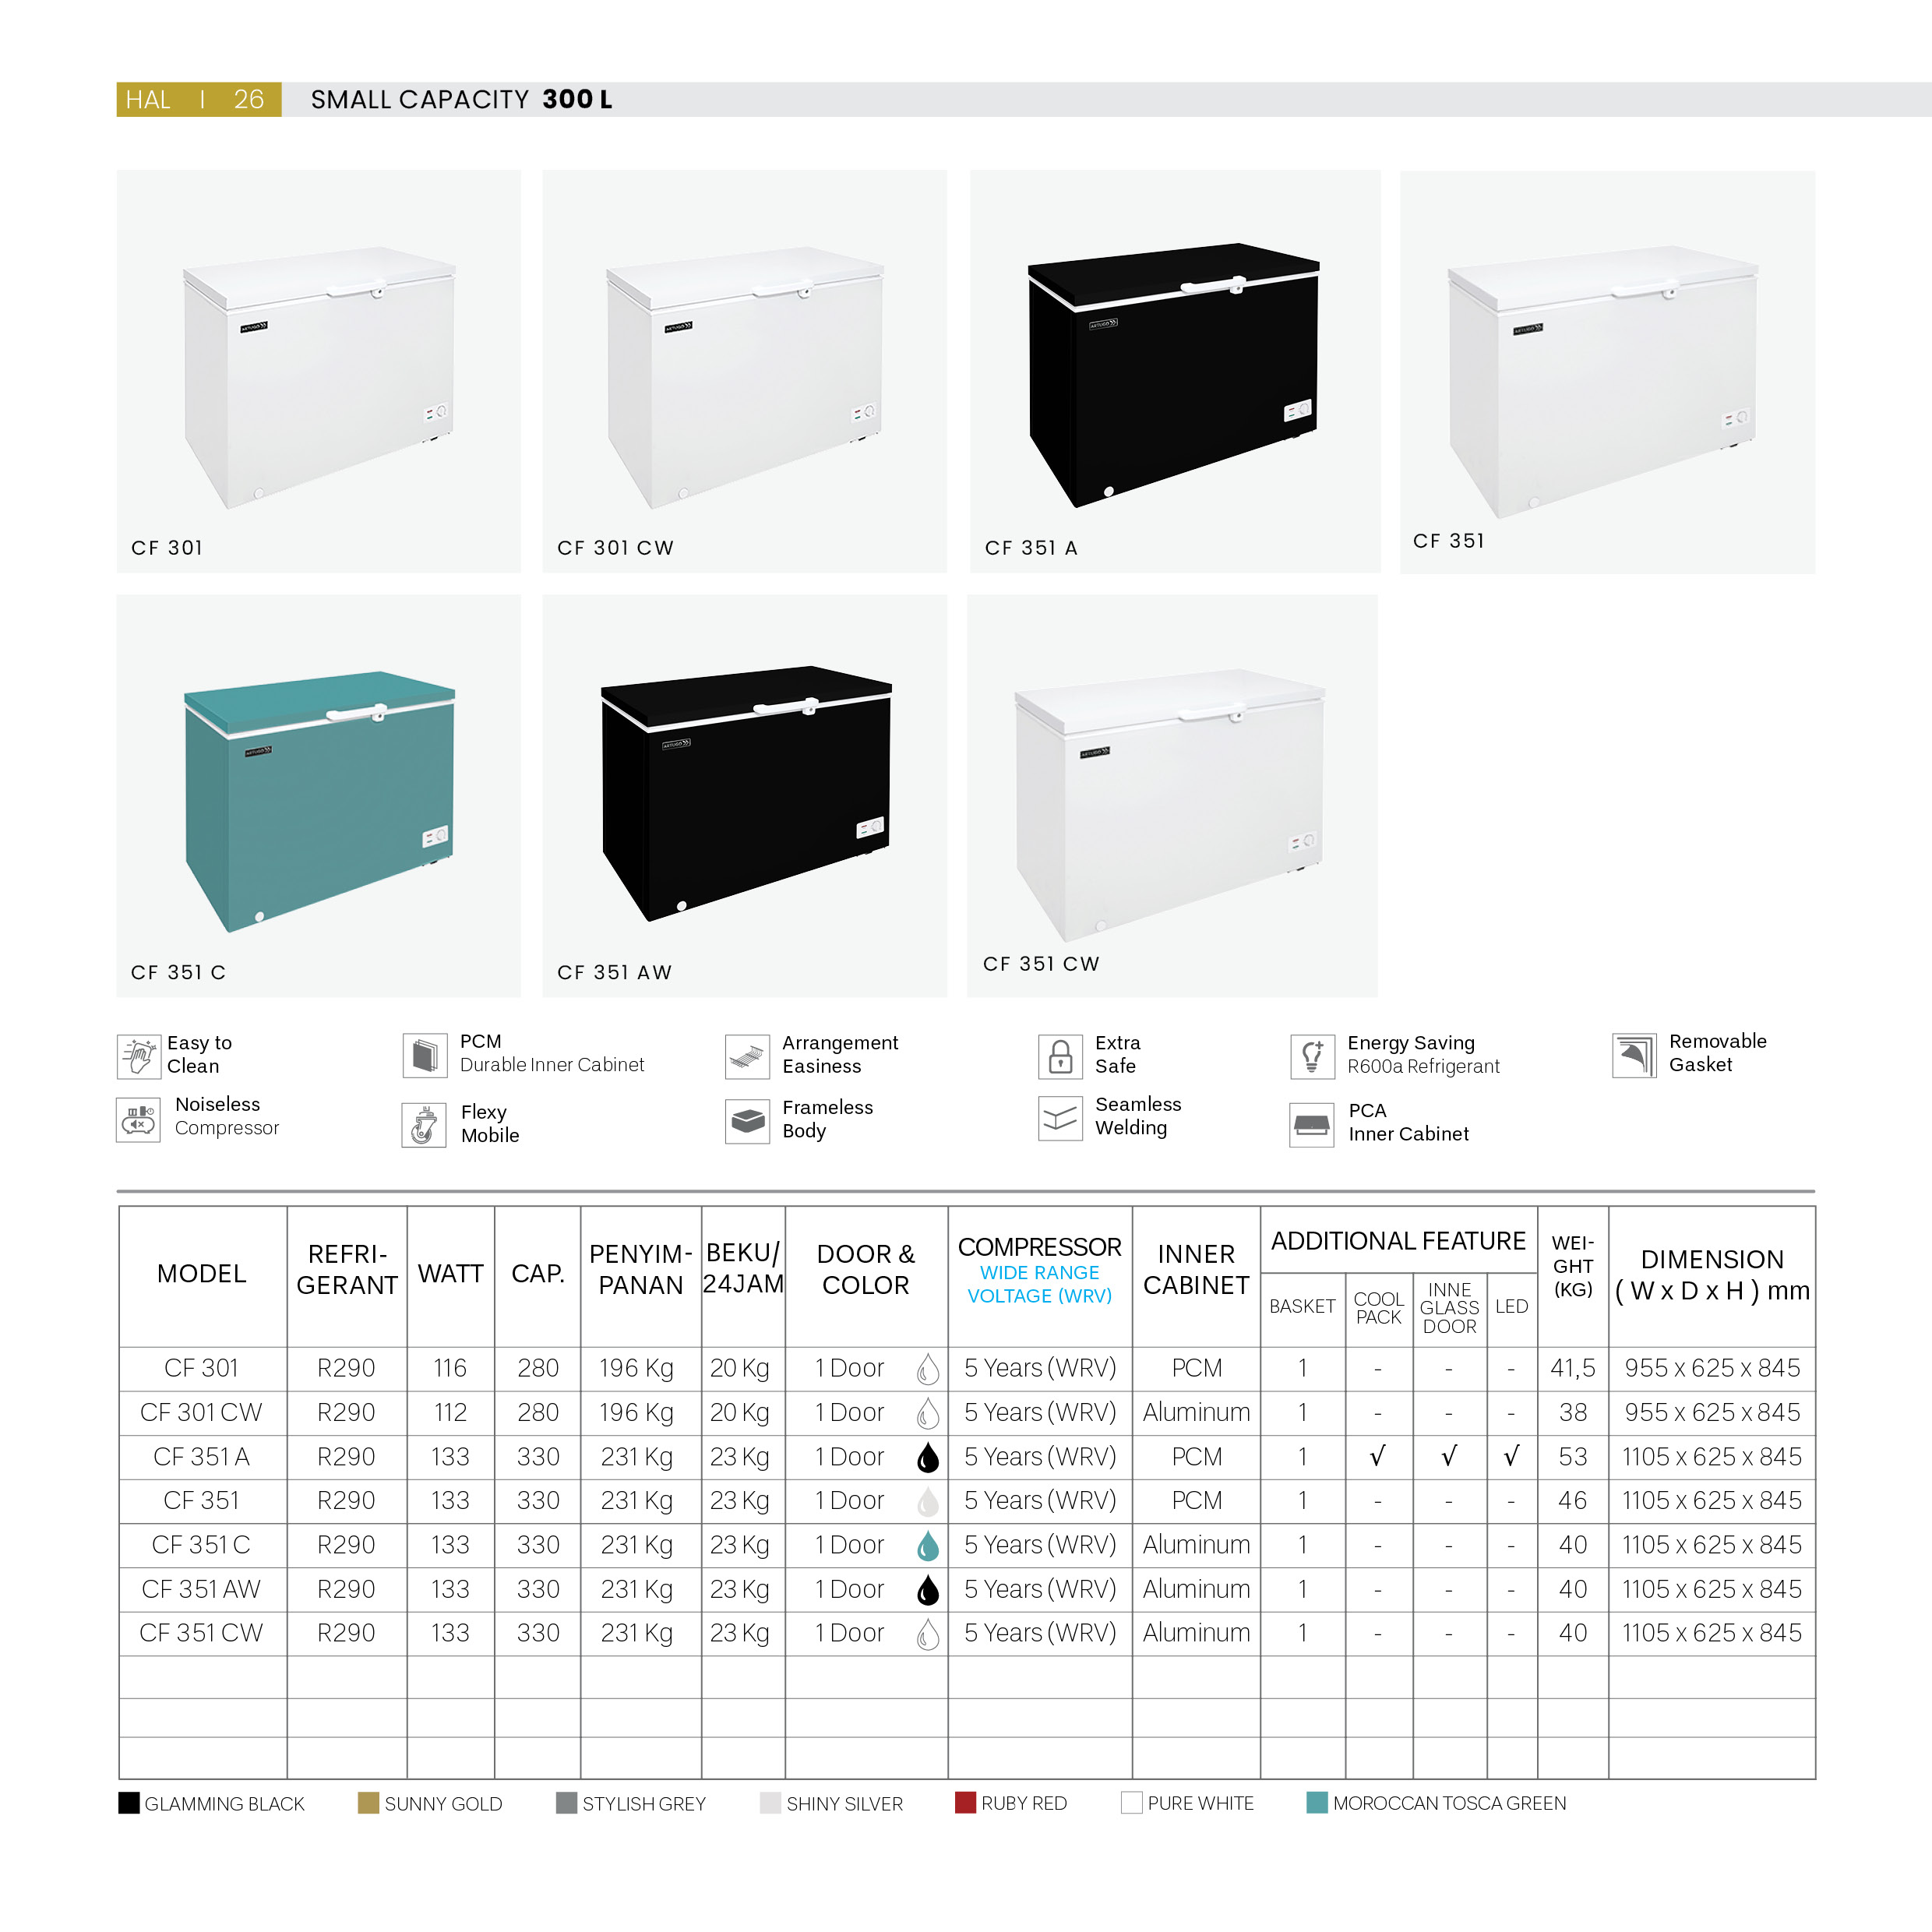 HAL | 26 SMALL CAPACITY 300 L
ARTUGO
ARTUGO
ARTUGO
ARTUGO
CF 301
CF 301 CW
CF 351 A
CF 351
ARTUGO
ARTUGO
ARTUGO
CF 351 C
CF 351 AW
CF 351 CW
Easy to
Clean
PCM
Durable Inner Cabinet
Arrangement
Easiness
Extra
Safe
Energy Saving
R600a Refrigerant
Removable
Gasket
Noiseless
Compressor
Flexy
Mobile
Frameless
Body
Seamless
Welding
PCA
Inner Cabinet
MODEL
REFRI-
GERANT
WATT
CAP.
PENYIM-
PANAN
BEKU/
24JAM
DOOR &
COLOR
COMPRESSOR
WIDE RANGE
VOLTAGE (WRV)
INNER
CABINET
ADDITIONAL FEATURE
BASKET
COOL
PACK
INNE
GLASS
DOOR
LED
WEI-
GHT
(KG)
DIMENSION
( W x D x H ) mm
CF 301 R290 116 280 196 Kg 20 Kg 1 Door 5 Years (WRV) PCM 1 - - - 41,5 955 x 625 x 845
CF 301 CW R290 112 280 196 Kg 20 Kg 1 Door 5 Years (WRV) Aluminum 1 - - - 38 955 x 625 x 845
CF 351 A R290 133 330 231 Kg 23 Kg 1 Door 5 Years (WRV) PCM 1 √ √ √ 53 1105 x 625 x 845
CF 351 R290 133 330 231 Kg 23 Kg 1 Door 5 Years (WRV) PCM 1 - - - 46 1105 x 625 x 845
CF 351 C R290 133 330 231 Kg 23 Kg 1 Door 5 Years (WRV) Aluminum 1 - - - 40 1105 x 625 x 845
CF 351 AW R290 133 330 231 Kg 23 Kg 1 Door 5 Years (WRV) Aluminum 1 - - - 40 1105 x 625 x 845
CF 351 CW R290 133 330 231 Kg 23 Kg 1 Door 5 Years (WRV) Aluminum 1 - - - 40 1105 x 625 x 845
GLAMMING BLACK SUNNY GOLD STYLISH GREY SHINY SILVER RUBY RED PURE WHITE MOROCCAN TOSCA GREEN